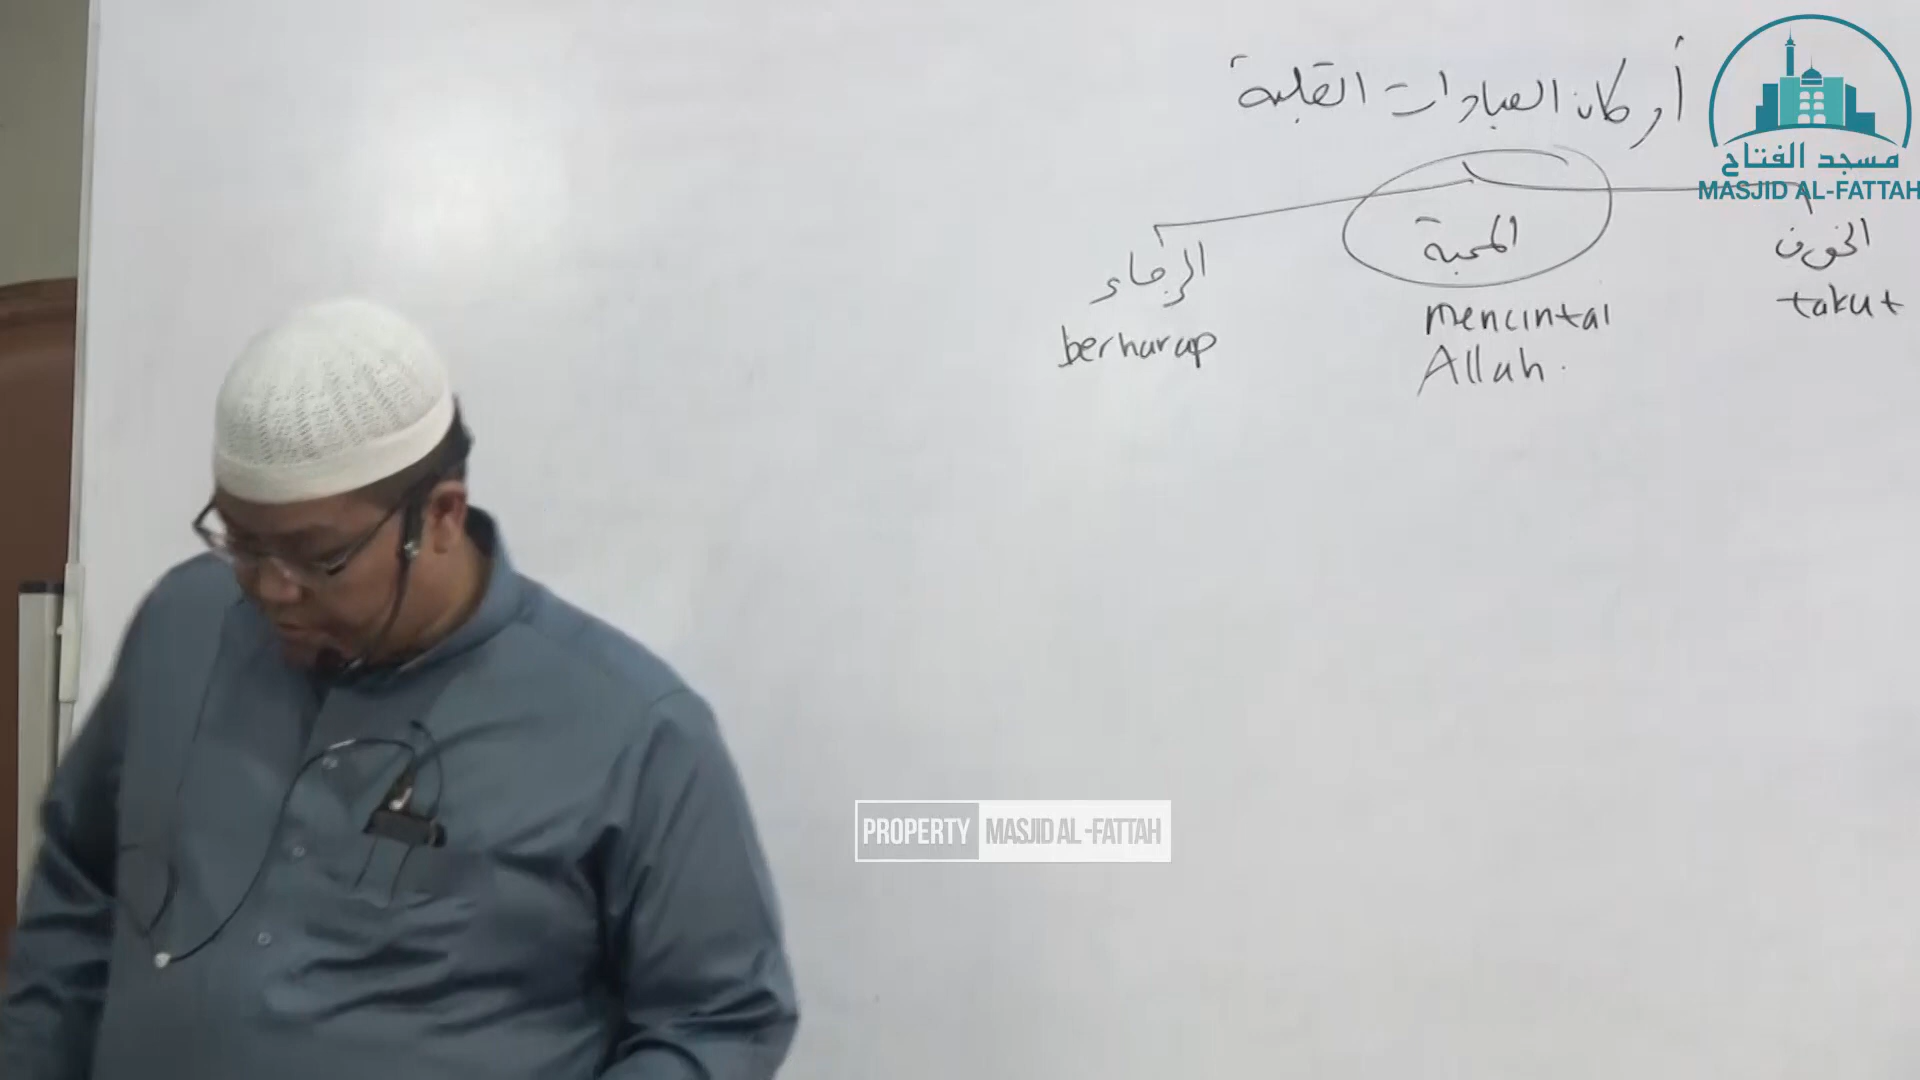 أركان العبادات القلبية
مسجد الفتاح
MASJID AL-FATTAH
الخوف
المحبة
الرجاء
takut
mencintai
Allah.
berharap
PROPERTY MASJID AL-FATTAH